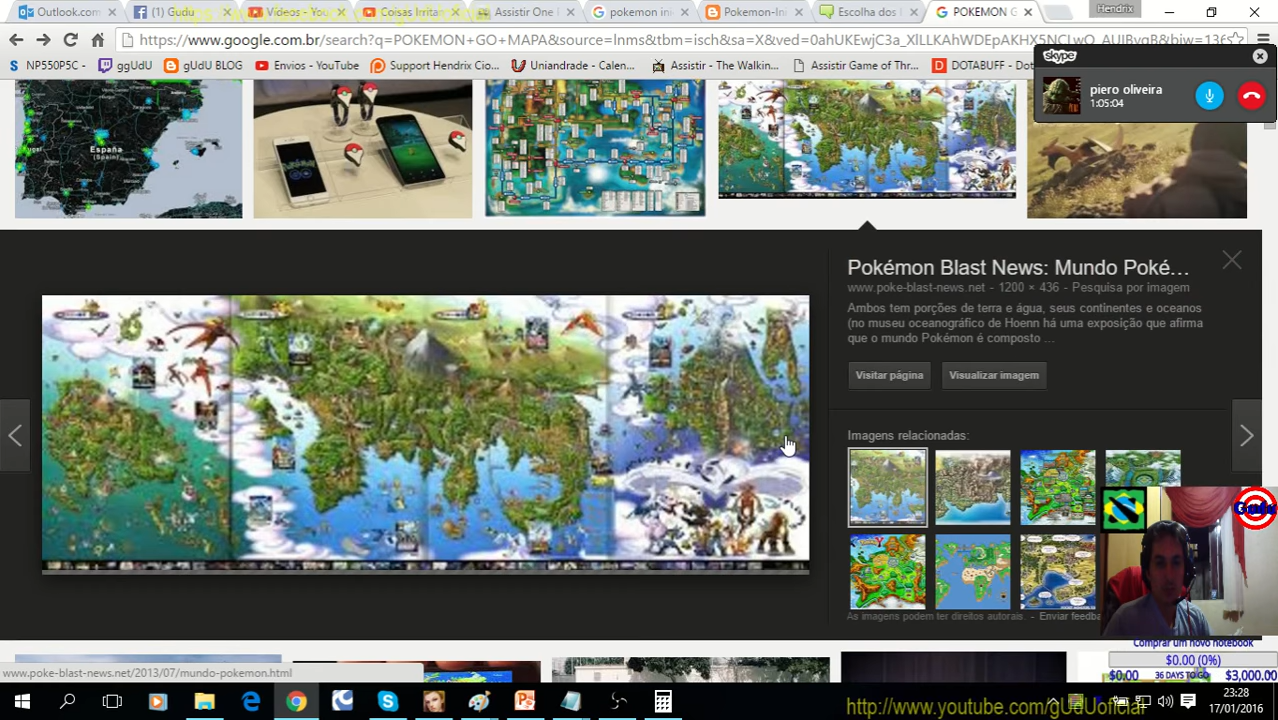 Outlook.com
(1) Gudu
Vídeos - You
Coisas Irritan
Assistir One
pokemon ini
Pokemon-Ini
Escolha dos
POKEMON G
Hendrix
https://www.google.com.br/search?q=POKEMON+GO+MAPA&source=lnms&tbm=isch&sa=X&ved=
NP550P5C - ggUdU gUdU BLOG Envios - YouTube Support Hendrix Cio... Uniandrade - Calen... Assistir - The Walkin... Assistir Game of Thr... DOTABUFF - Do
skype
piero oliveira
1:05:04
España
(Spain)
Pokémon Blast News: Mundo Poké...
www.poke-blast-news.net - 1200 × 436 - Pesquisa por imagem
Ambos tem porções de terra e água, seus continentes e oceanos
(no museu oceanográfico de Hoenn há uma exposição que afirma
que o mundo Pokémon é composto ...
Visitar página
Visualizar imagem
Imagens relacionadas:
As imagens podem ter direitos autorais. - Enviar feedba
Comprar um novo notebook
$0.00 (0%)
$0,00 36 DAYS TO GO $3,000.00
www.poke-blast-news.net/2013/07/mundo-pokemon.html
http://www.youtube.com/gUdUoficial
23:28
17/01/2016